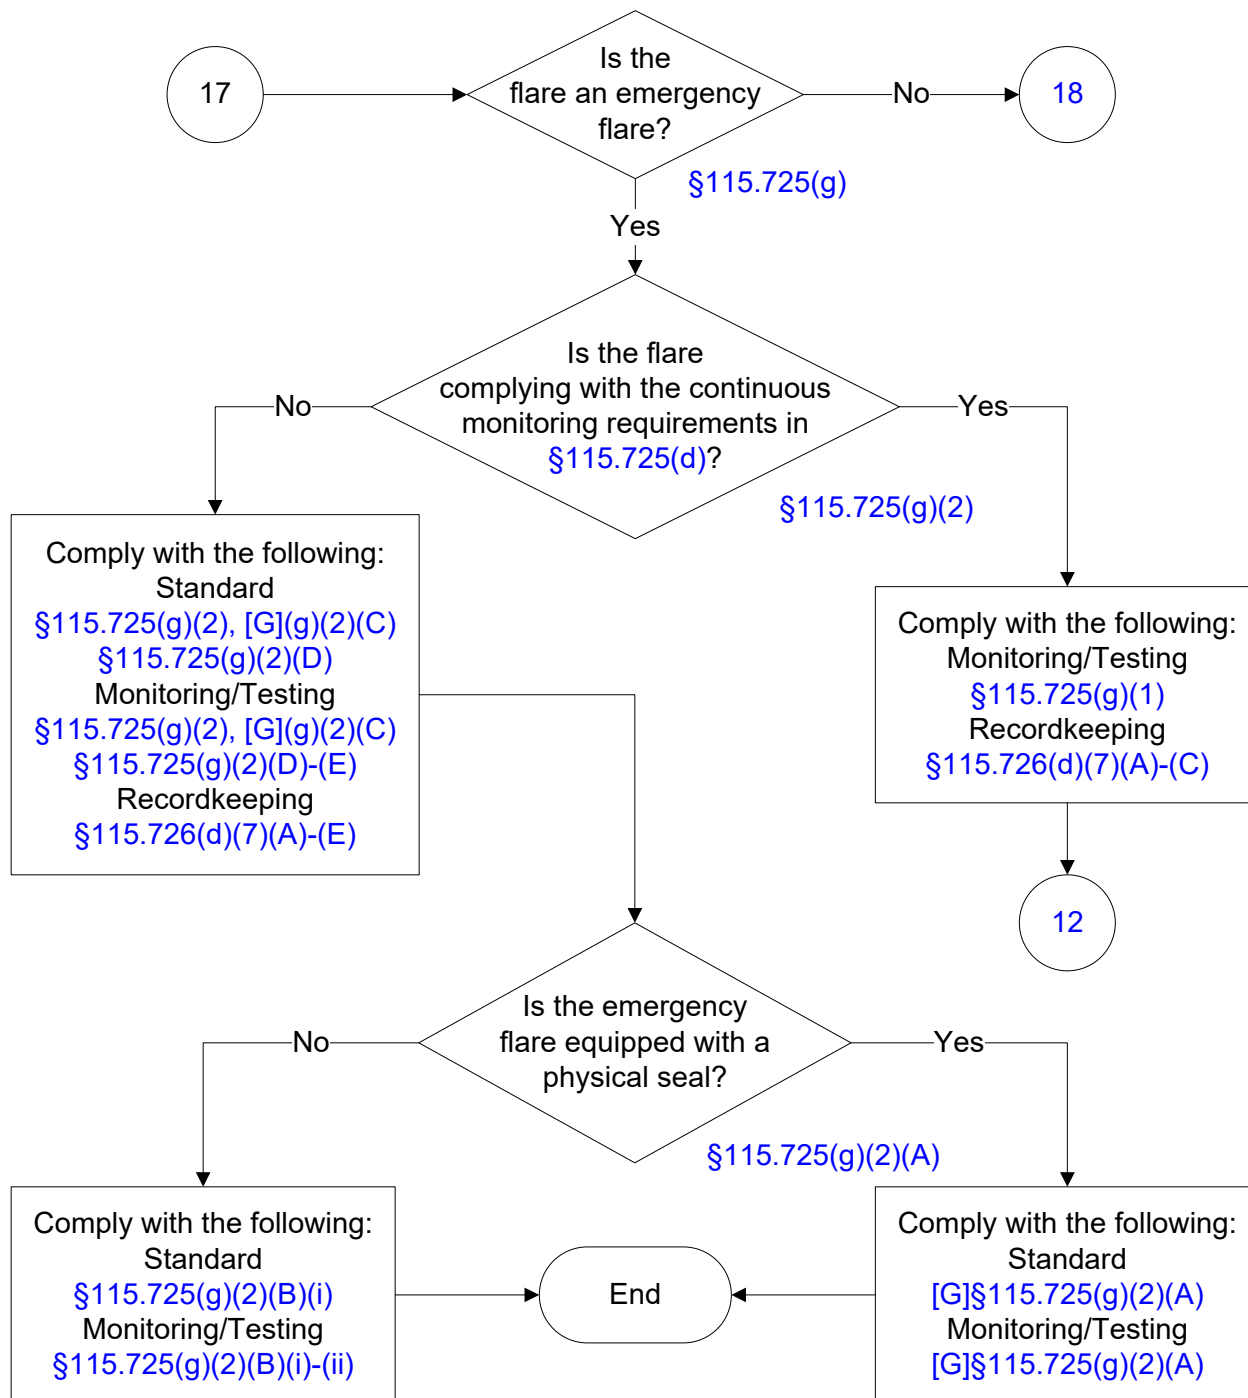 17
Is the
flare an emergency
flare?
No
18
§115.725(g)
Yes
Is the flare
complying with the continuous
monitoring requirements in
§115.725(d)?
No
Yes
§115.725(g)(2)
Comply with the following:
Standard
§115.725(g)(2), [G](g)(2)(C)
§115.725(g)(2)(D)
Monitoring/Testing
§115.725(g)(2), [G](g)(2)(C)
§115.725(g)(2)(D)-(E)
Recordkeeping
§115.726(d)(7)(A)-(E)
Comply with the following:
Monitoring/Testing
§115.725(g)(1)
Recordkeeping
§115.726(d)(7)(A)-(C)
12
Is the emergency
flare equipped with a
physical seal?
No
Yes
§115.725(g)(2)(A)
Comply with the following:
Standard
§115.725(g)(2)(B)(i)
Monitoring/Testing
§115.725(g)(2)(B)(i)-(ii)
End
Comply with the following:
Standard
[G]§115.725(g)(2)(A)
Monitoring/Testing
[G]§115.725(g)(2)(A)